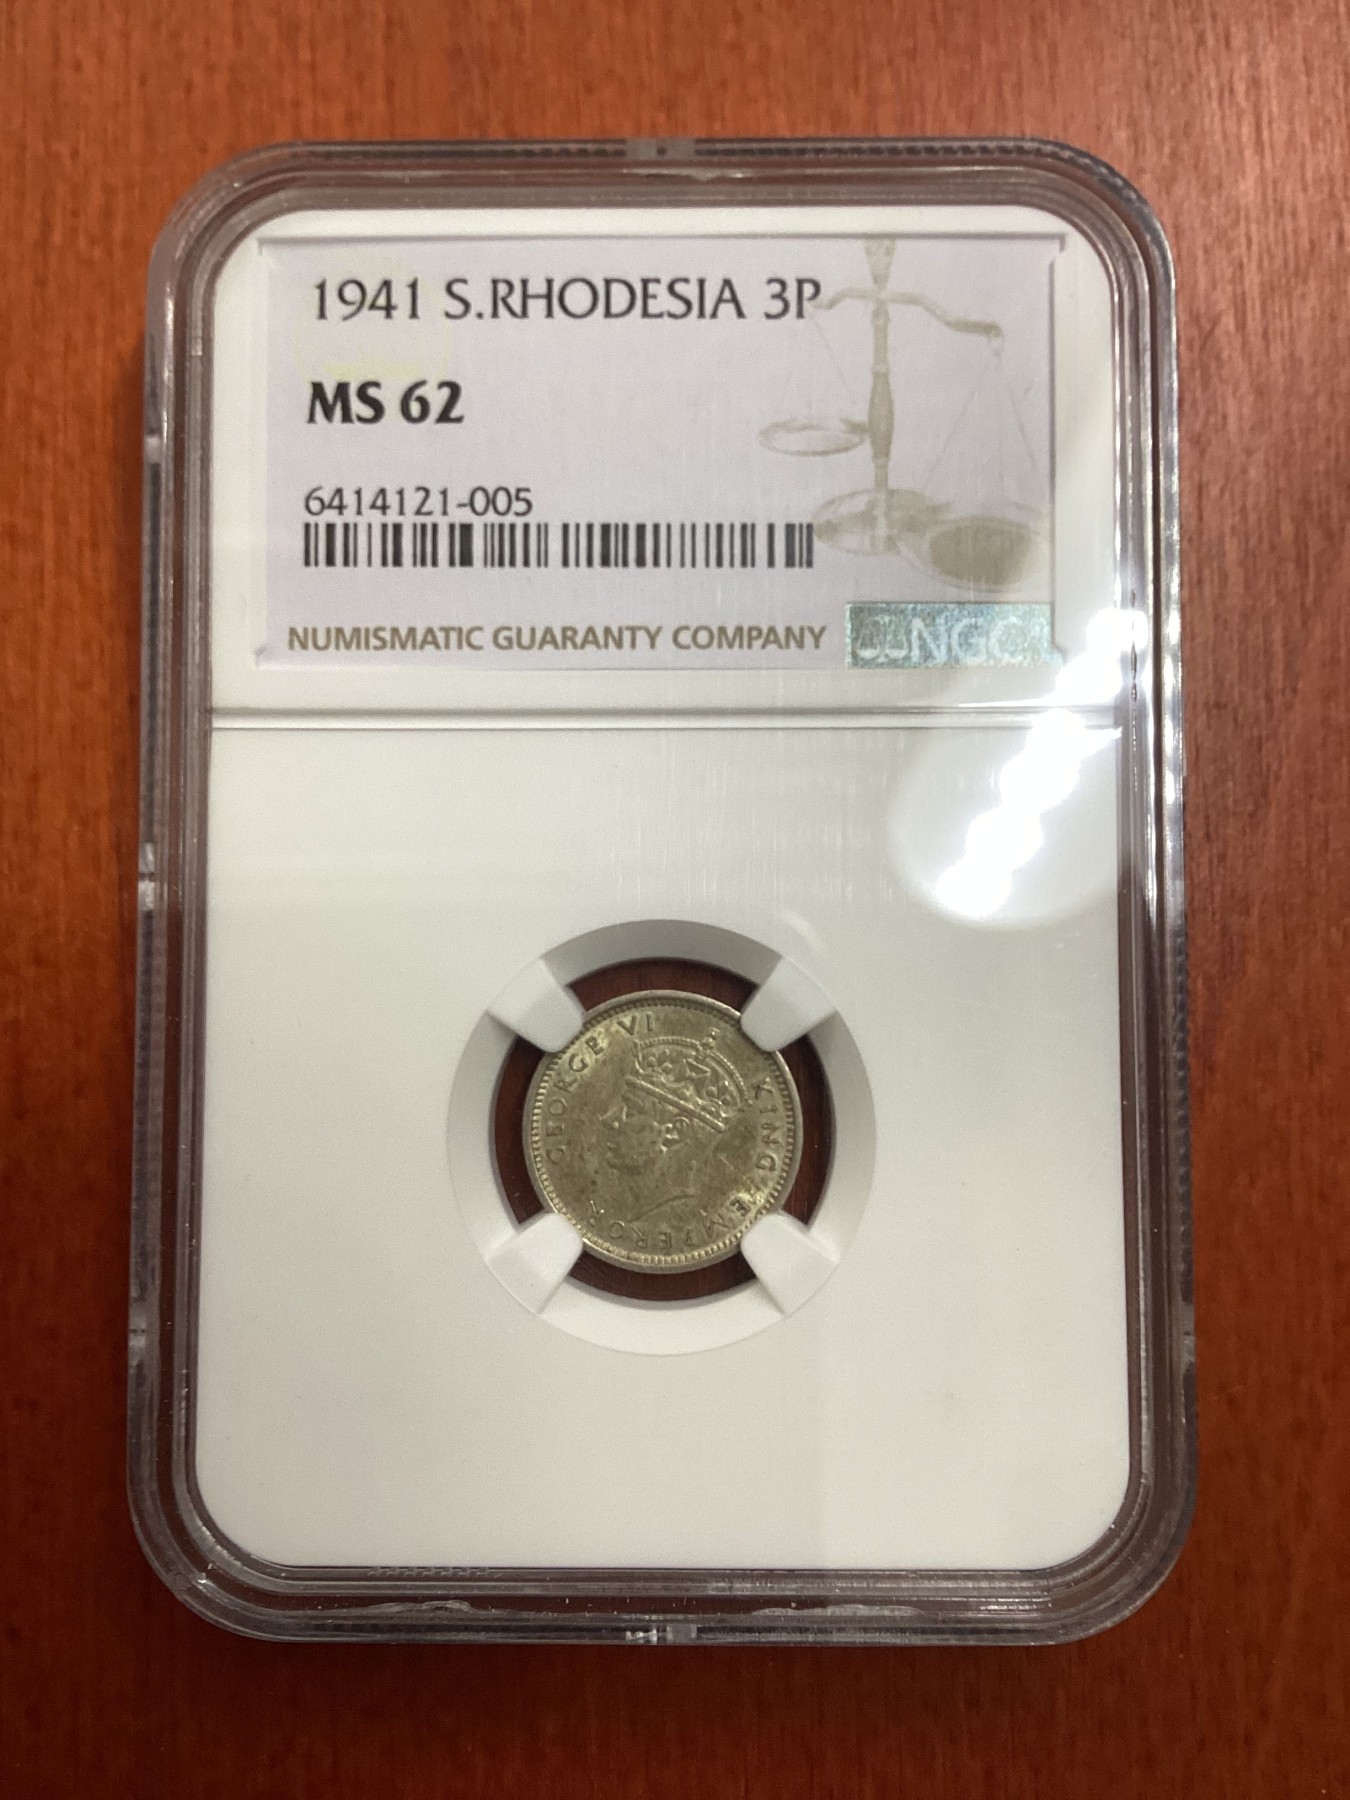 1941 S.RHODESIA 3P
MS 62
6414121-005
NUMISMATIC GUARANTY COMPANY
NGC
GEORGE VI KING EMPEROR